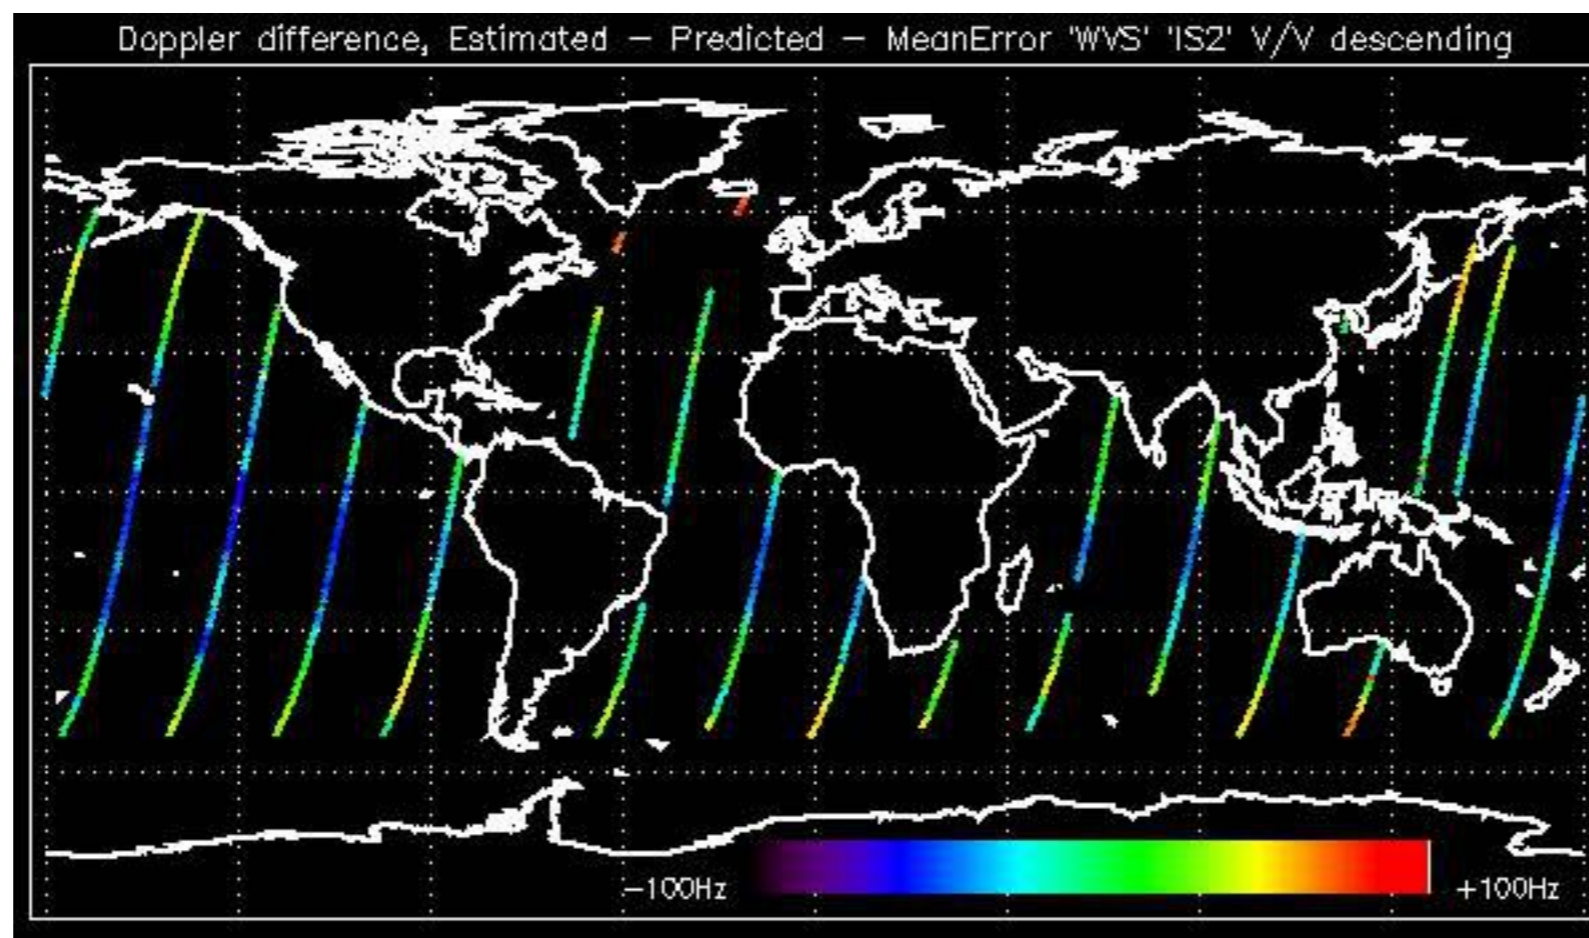 Doppler difference, Estimated – Predicted – MeanError 'WVS' 'IS2' V/V descending
–100Hz +100Hz